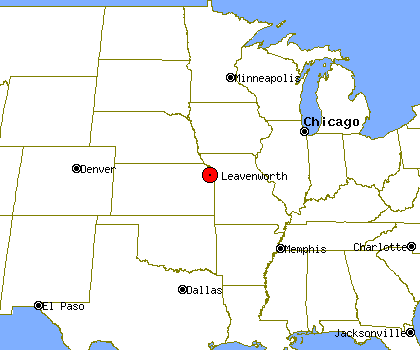 Minneapolis
Chicago
Denver
Leavenworth
Memphis
Charlotte
Dallas
El Paso
Jacksonville